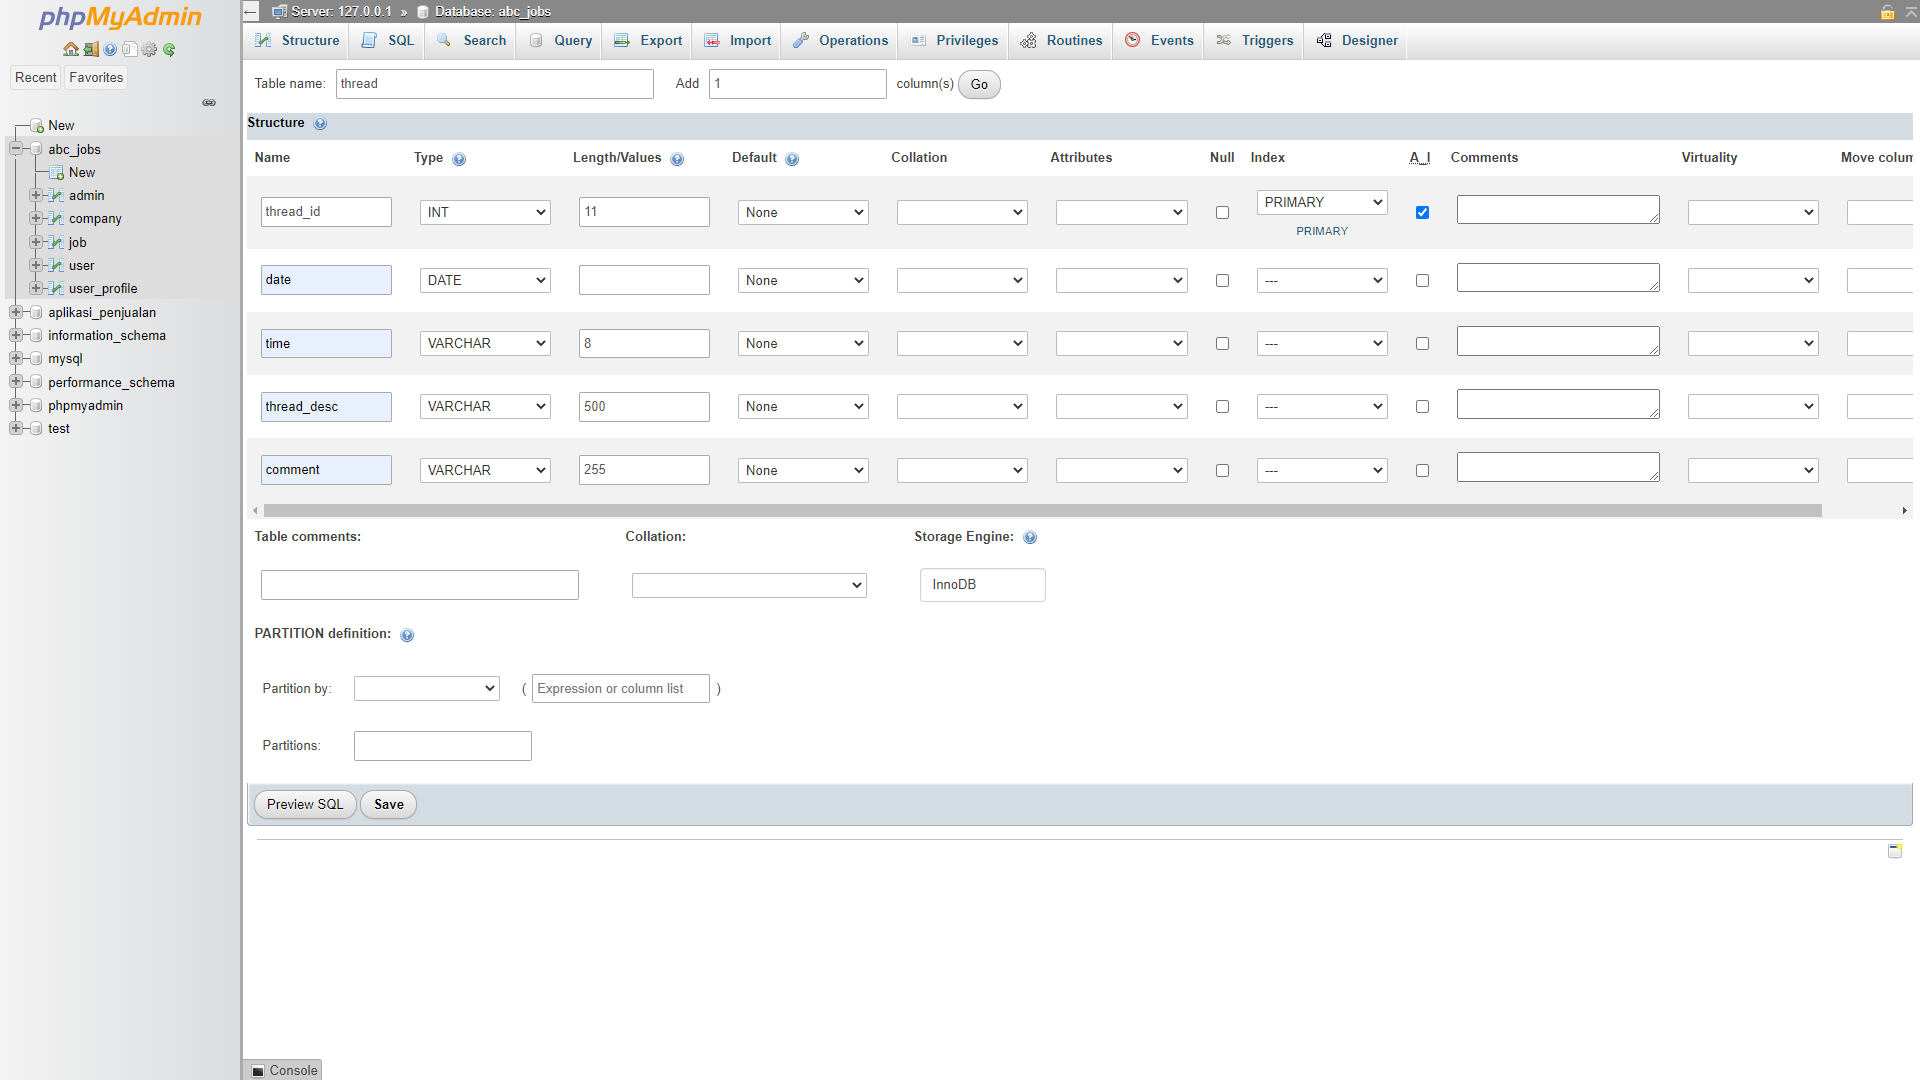 phpMyAdmin
Recent Favorites
New
abc_jobs
New
admin
company
job
user
user_profile
aplikasi_penjualan
information_schema
mysql
performance_schema
phpmyadmin
test
Server: 127.0.0.1 » Database: abc_jobs
Structure SQL Search Query Export Import Operations Privileges Routines Events Triggers Designer
Table name: thread Add 1 column(s) Go
Structure
Name Type Length/Values Default Collation Attributes Null Index A_I Comments Virtuality Move colum
thread_id INT 11 None PRIMARY
PRIMARY
date DATE None ---
time VARCHAR 8 None ---
thread_desc VARCHAR 500 None ---
comment VARCHAR 255 None ---
Table comments: Collation: Storage Engine:
InnoDB
PARTITION definition:
Partition by: ( Expression or column list )
Partitions:
Preview SQL Save
Console